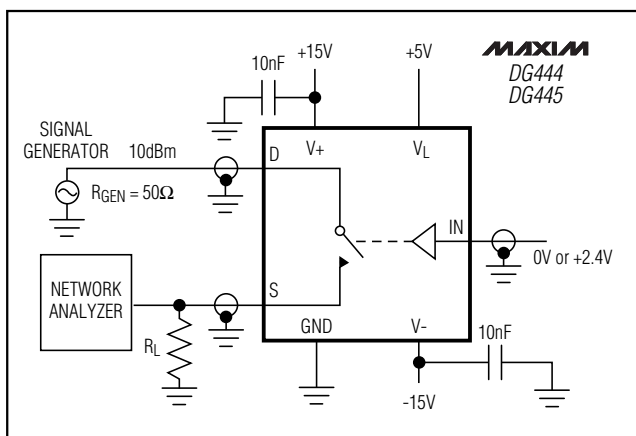 +15V
+5V
MAXIM
10nF
DG444
DG445
SIGNAL
GENERATOR
10dBm
D
V+
VL
RGEN = 50Ω
IN
0V or +2.4V
NETWORK
ANALYZER
S
RL
GND
V-
10nF
-15V